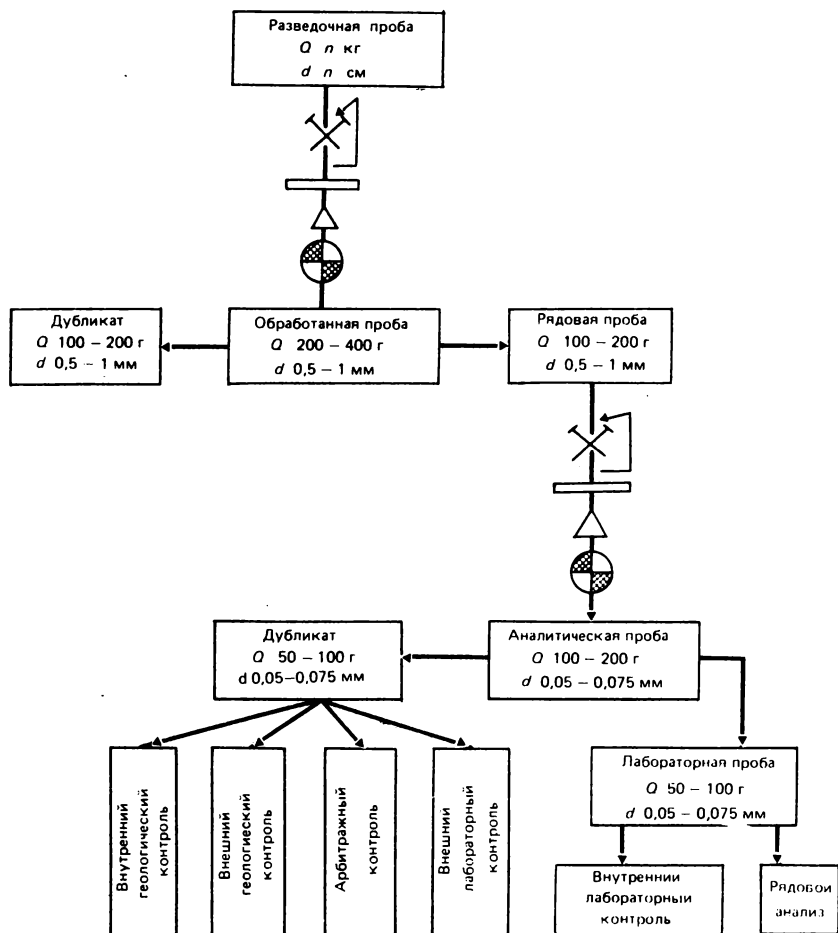 Разведочная проба
Q n кг
d n см
Дубликат
Q 100 – 200 г
d 0,5 – 1 мм
Обработанная проба
Q 200 – 400 г
d 0,5 – 1 мм
Рядовая проба
Q 100 – 200 г
d 0,5 – 1 мм
Дубликат
Q 50 – 100 г
d 0,05–0,075 мм
Аналитическая проба
Q 100 – 200 г
d 0,05 – 0,075 мм
Лабораторная проба
Q 50 – 100 г
d 0,05 – 0,075 мм
Внутренний
геологический
контроль
Внешний
геологиеский
контроль
Арбитражный
контроль
Внешний
лабораторный
контроль
Внутреннии
лабораторный
контроль
Рядовои
анализ